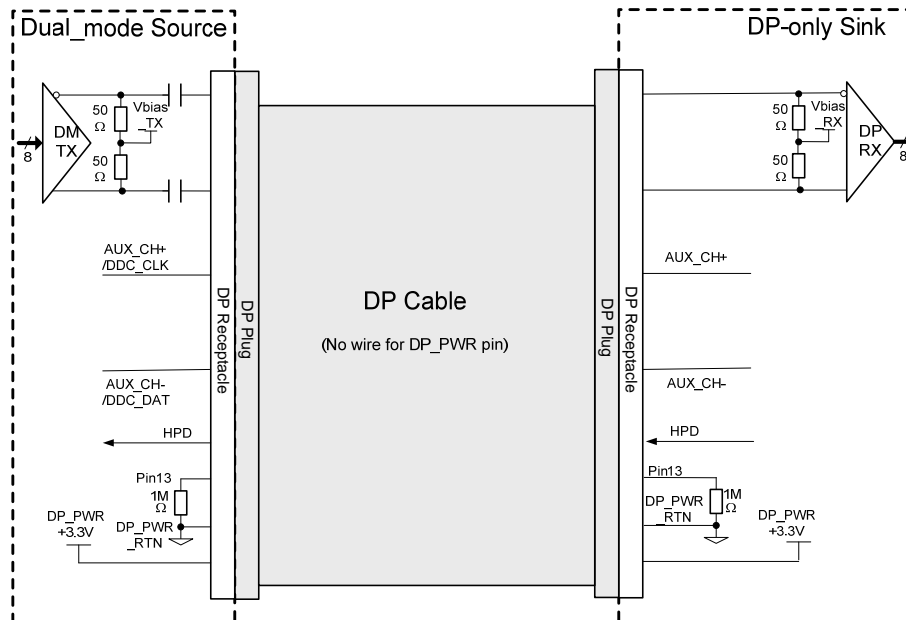 Dual_mode Source
DP-only Sink
50
Ω
Vbias
_TX
50
Ω
DM
TX
8
50
Ω
Vbias
_RX
50
Ω
DP
RX
8
AUX_CH+
/DDC_CLK
AUX_CH+
DP Receptacle
DP Plug
DP Cable
(No wire for DP_PWR pin)
DP Plug
DP Receptacle
AUX_CH-
/DDC_DAT
AUX_CH-
HPD
HPD
Pin13
1M
Ω
DP_PWR
_RTN
DP_PWR
+3.3V
Pin13
1M
Ω
DP_PWR
_RTN
DP_PWR
+3.3V